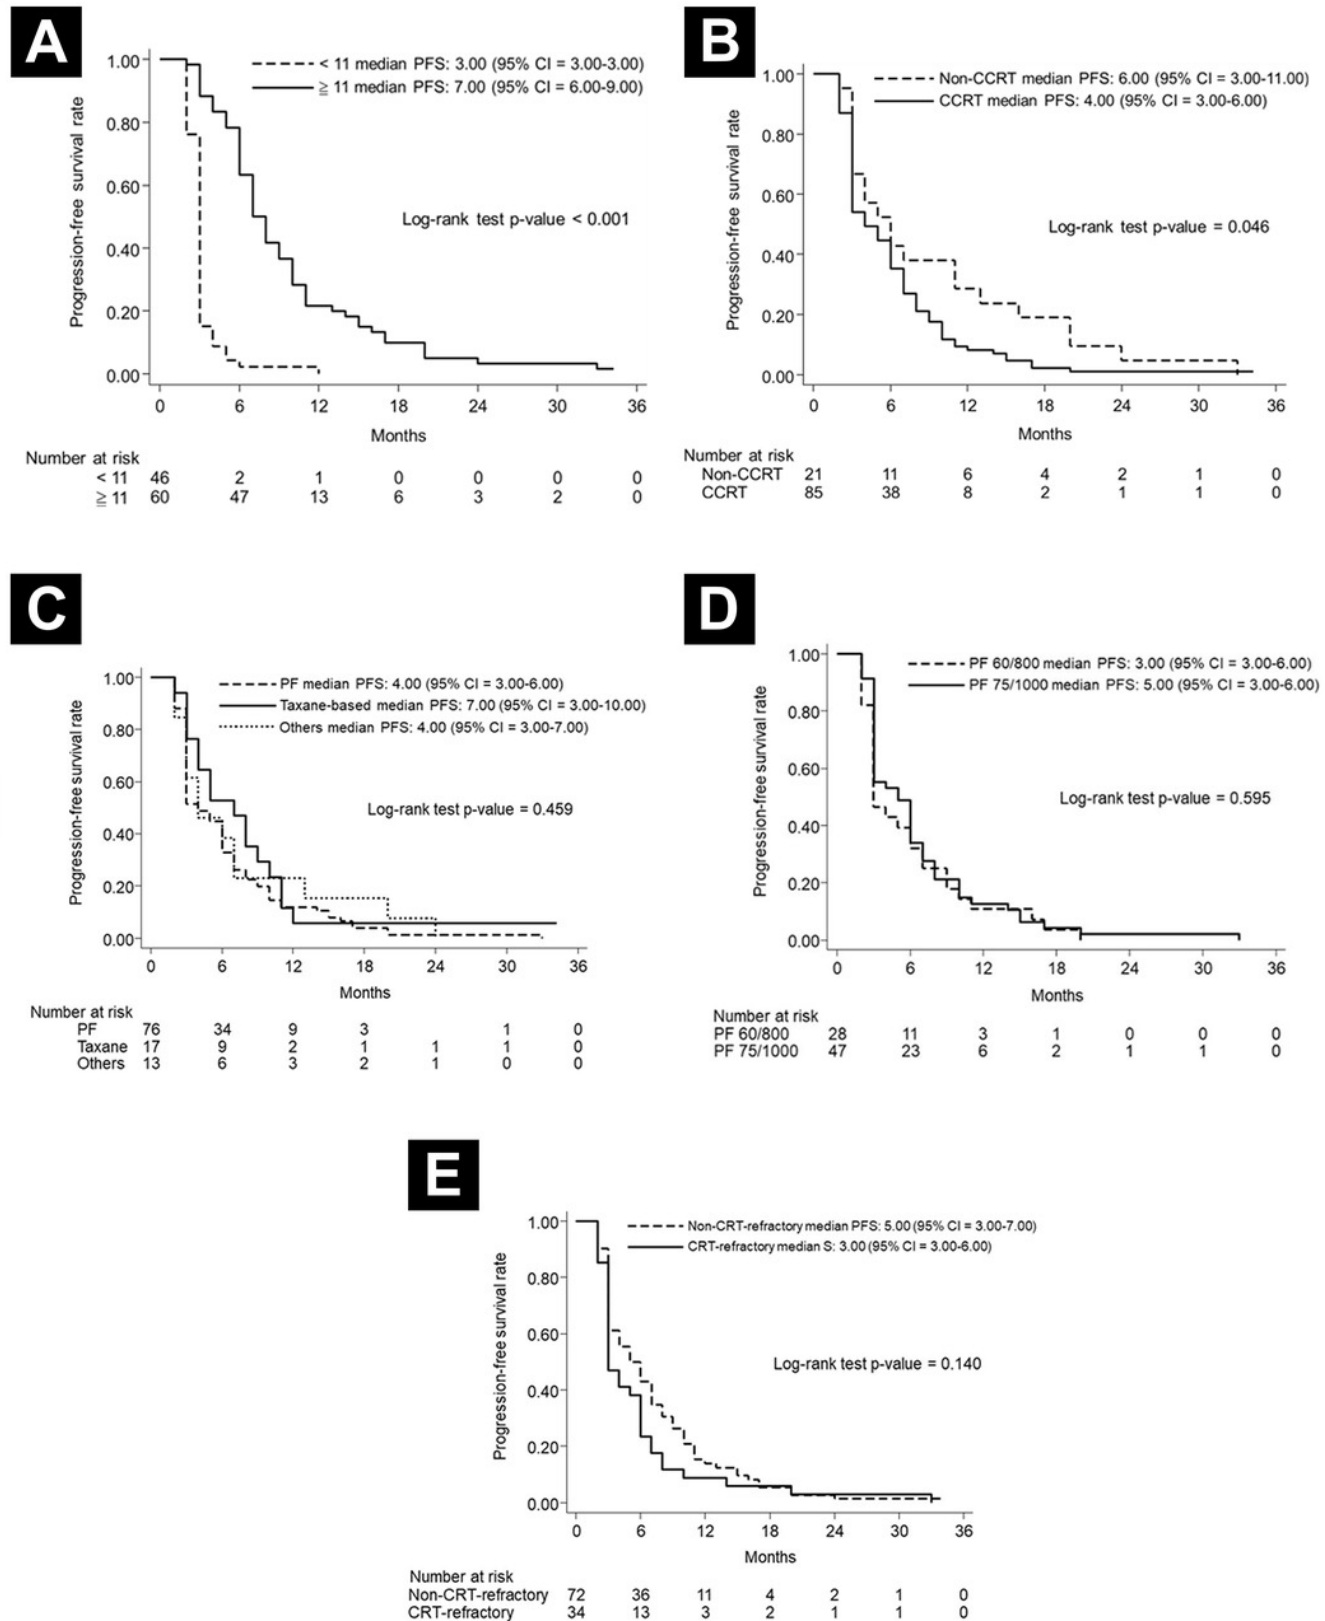 A
< 11 median PFS: 3.00 (95% CI = 3.00-3.00)
≧ 11 median PFS: 7.00 (95% CI = 6.00-9.00)
Log-rank test p-value < 0.001
Progression-free survival rate
1.00
0.80
0.60
0.40
0.20
0.00
0 6 12 18 24 30 36
Months
Number at risk
< 11 46 2 1 0 0 0 0
≧ 11 60 47 13 6 3 2 0
B
Non-CCRT median PFS: 6.00 (95% CI = 3.00-11.00)
CCRT median PFS: 4.00 (95% CI = 3.00-6.00)
Log-rank test p-value = 0.046
Progression-free survival rate
1.00
0.80
0.60
0.40
0.20
0.00
0 6 12 18 24 30 36
Months
Number at risk
Non-CCRT 21 11 6 4 2 1 0
CCRT 85 38 8 2 1 1 0
C
PF median PFS: 4.00 (95% CI = 3.00-6.00)
Taxane-based median PFS: 7.00 (95% CI = 3.00-10.00)
Others median PFS: 4.00 (95% CI = 3.00-7.00)
Log-rank test p-value = 0.459
Progression-free survival rate
1.00
0.80
0.60
0.40
0.20
0.00
0 6 12 18 24 30 36
Months
Number at risk
PF 76 34 9 3 1 0
Taxane 17 9 2 1 1 1 0
Others 13 6 3 2 1 0 0
D
PF 60/800 median PFS: 3.00 (95% CI = 3.00-6.00)
PF 75/1000 median PFS: 5.00 (95% CI = 3.00-6.00)
Log-rank test p-value = 0.595
Progression-free survival rate
1.00
0.80
0.60
0.40
0.20
0.00
0 6 12 18 24 30 36
Months
Number at risk
PF 60/800 28 11 3 1 0 0 0
PF 75/1000 47 23 6 2 1 1 0
E
Non-CRT-refractory median PFS: 5.00 (95% CI = 3.00-7.00)
CRT-refractory median S: 3.00 (95% CI = 3.00-6.00)
Log-rank test p-value = 0.140
Progression-free survival rate
1.00
0.80
0.60
0.40
0.20
0.00
0 6 12 18 24 30 36
Months
Number at risk
Non-CRT-refractory 72 36 11 4 2 1 0
CRT-refractory 34 13 3 2 1 1 0